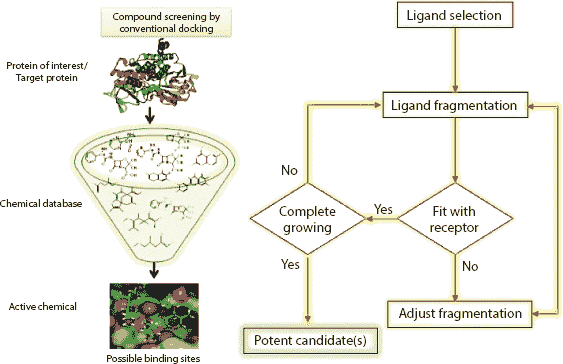 Compound screening by
conventional docking
Protein of interest/
Target protein
Chemical database
Active chemical
Possible binding sites
Ligand selection
Ligand fragmentation
No
Complete
growing
Yes
Fit with
receptor
Yes
No
Adjust fragmentation
Potent candidate(s)